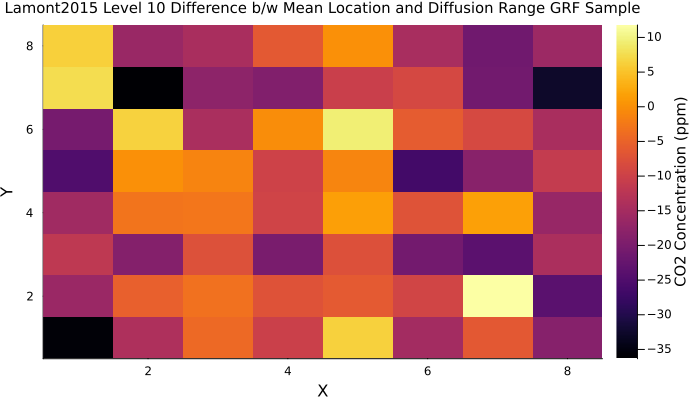 Lamont2015 Level 10 Difference b/w Mean Location and Diffusion Range GRF Sample
8
6
4
2
Y
2 4 6 8
X
10
5
0
−5
−10
−15
−20
−25
−30
−35
CO2 Concentration (ppm)